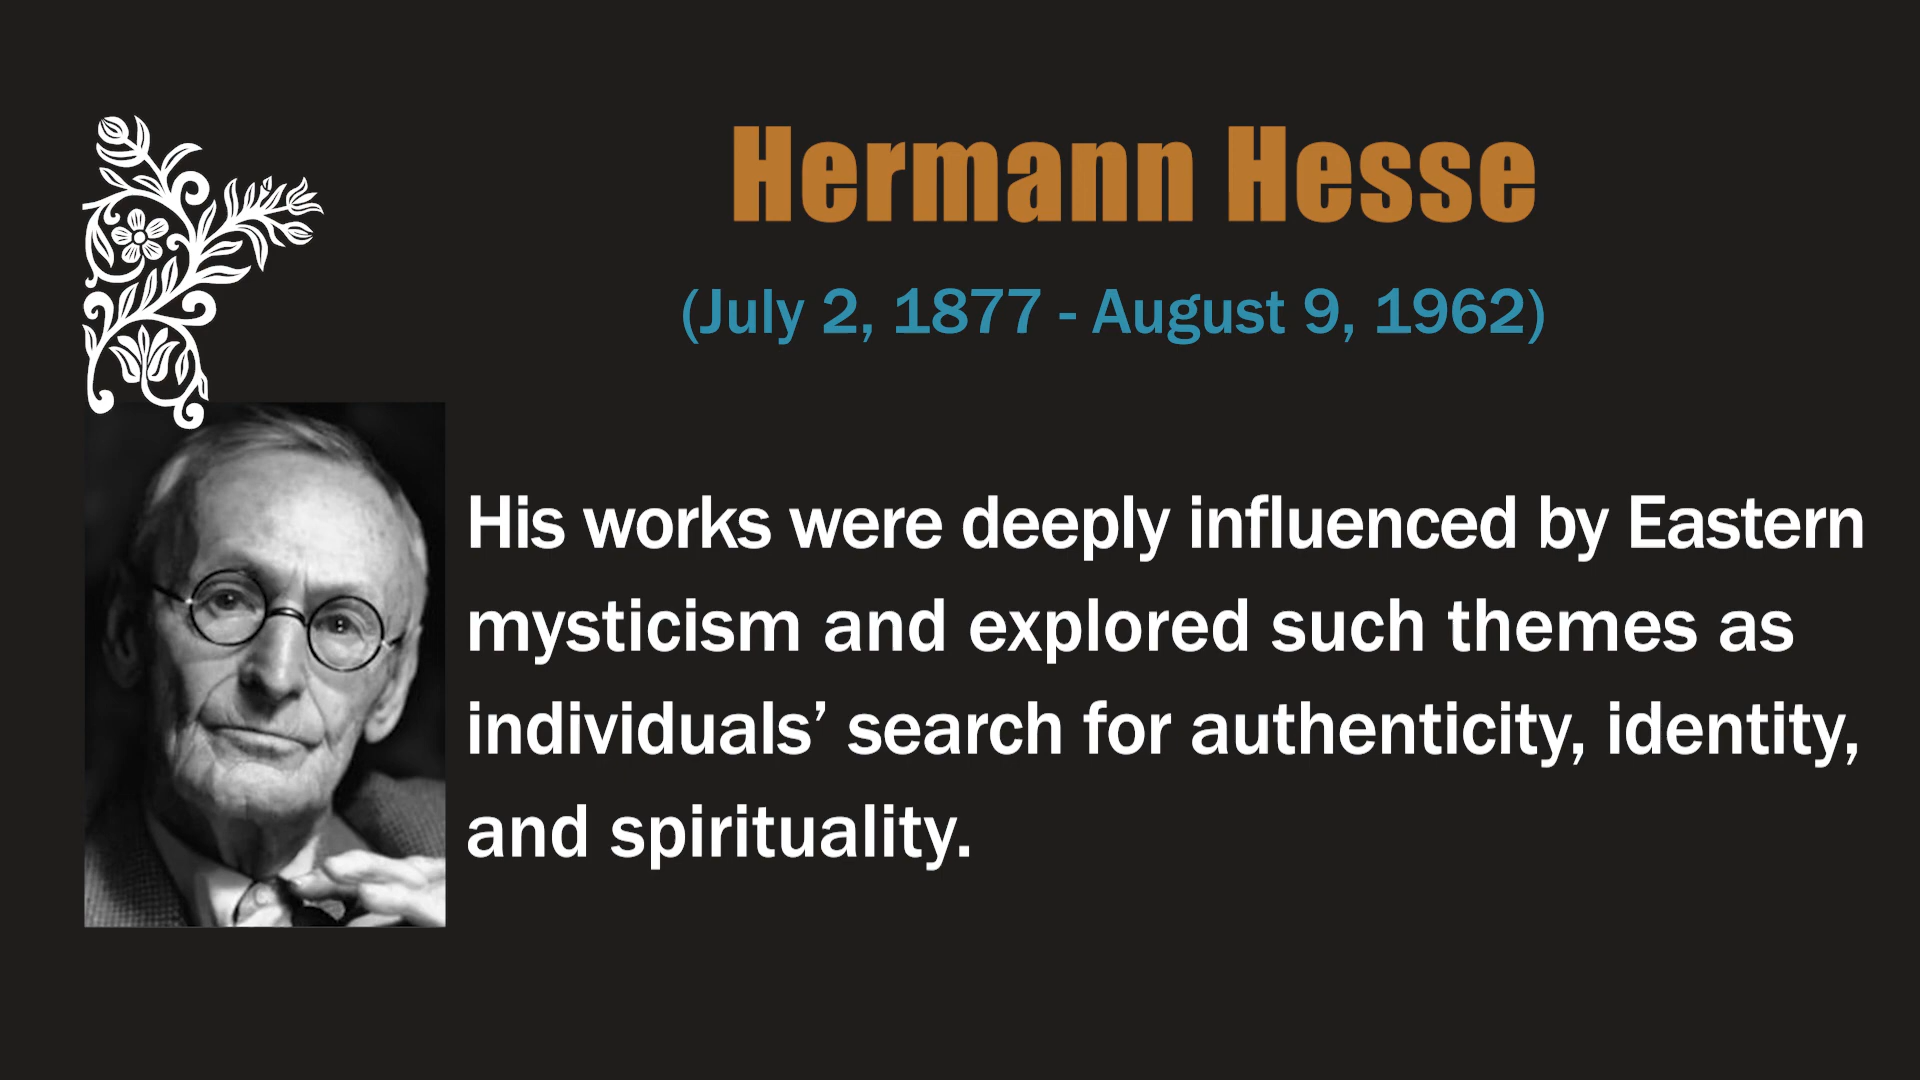 Hermann Hesse
(July 2, 1877 - August 9, 1962)
His works were deeply influenced by Eastern
mysticism and explored such themes as
individuals’ search for authenticity, identity,
and spirituality.